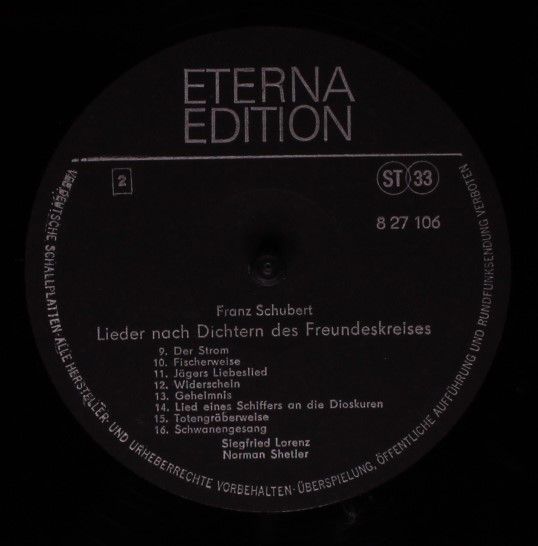 ETERNA
EDITION
2
ST 33
8 27 106
Franz Schubert
Lieder nach Dichtern des Freundeskreises
9. Der Strom
10. Fischerweise
11. Jägers Liebeslied
12. Widerschein
13. Geheimnis
14. Lied eines Schiffers an die Dioskuren
15. Totengräberweise
16. Schwanengesang
Siegfried Lorenz
Norman Shetler
VEB DEUTSCHE SCHALLPLATTEN · ALLE HERSTELLER- UND URHEBERRECHTE VORBEHALTEN · ÜBERSPIELUNG, ÖFFENTLICHE AUFFÜHRUNG UND RUNDFUNKSENDUNG VERBOTEN